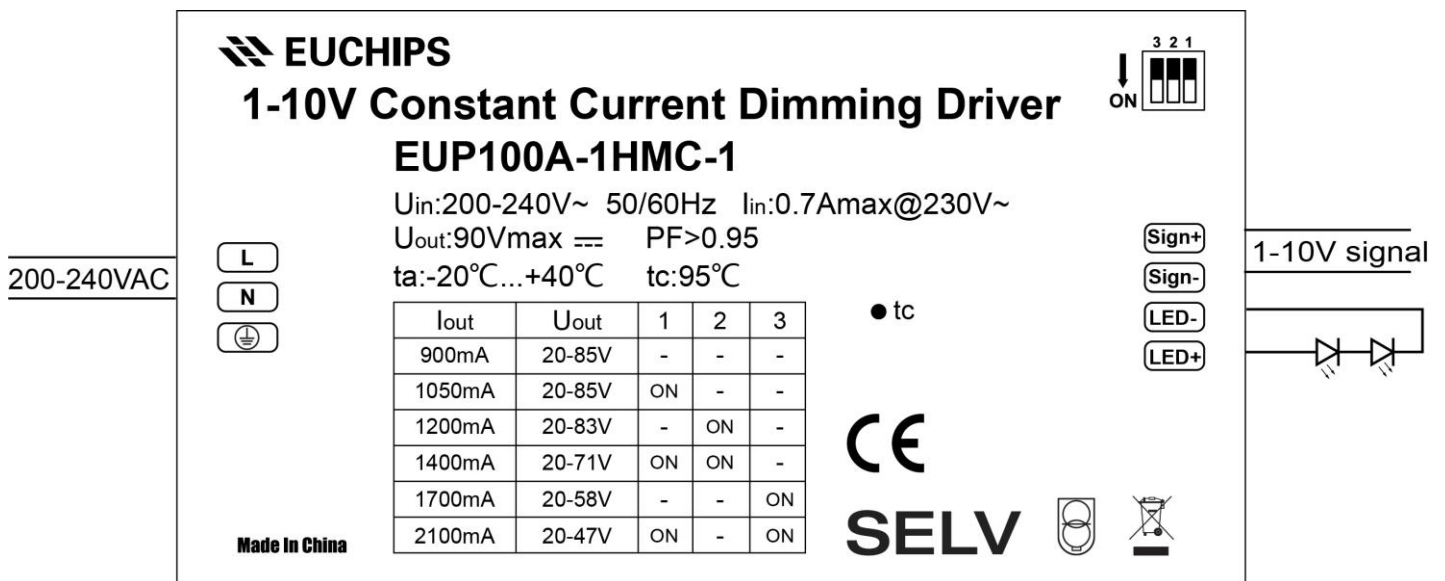 EUCHIPS
3 2 1
ON
1-10V Constant Current Dimming Driver
EUP100A-1HMC-1
Uin:200-240V~ 50/60Hz Iin:0.7Amax@230V~
Uout:90Vmax ⎓ PF>0.95
ta:-20℃...+40℃ tc:95℃
200-240VAC
L
N
Iout Uout 1 2 3
900mA 20-85V - - -
1050mA 20-85V ON - -
1200mA 20-83V - ON -
1400mA 20-71V ON ON -
1700mA 20-58V - - ON
2100mA 20-47V ON - ON
tc
Sign+
Sign-
LED-
LED+
1-10V signal
CE
SELV
Made In China